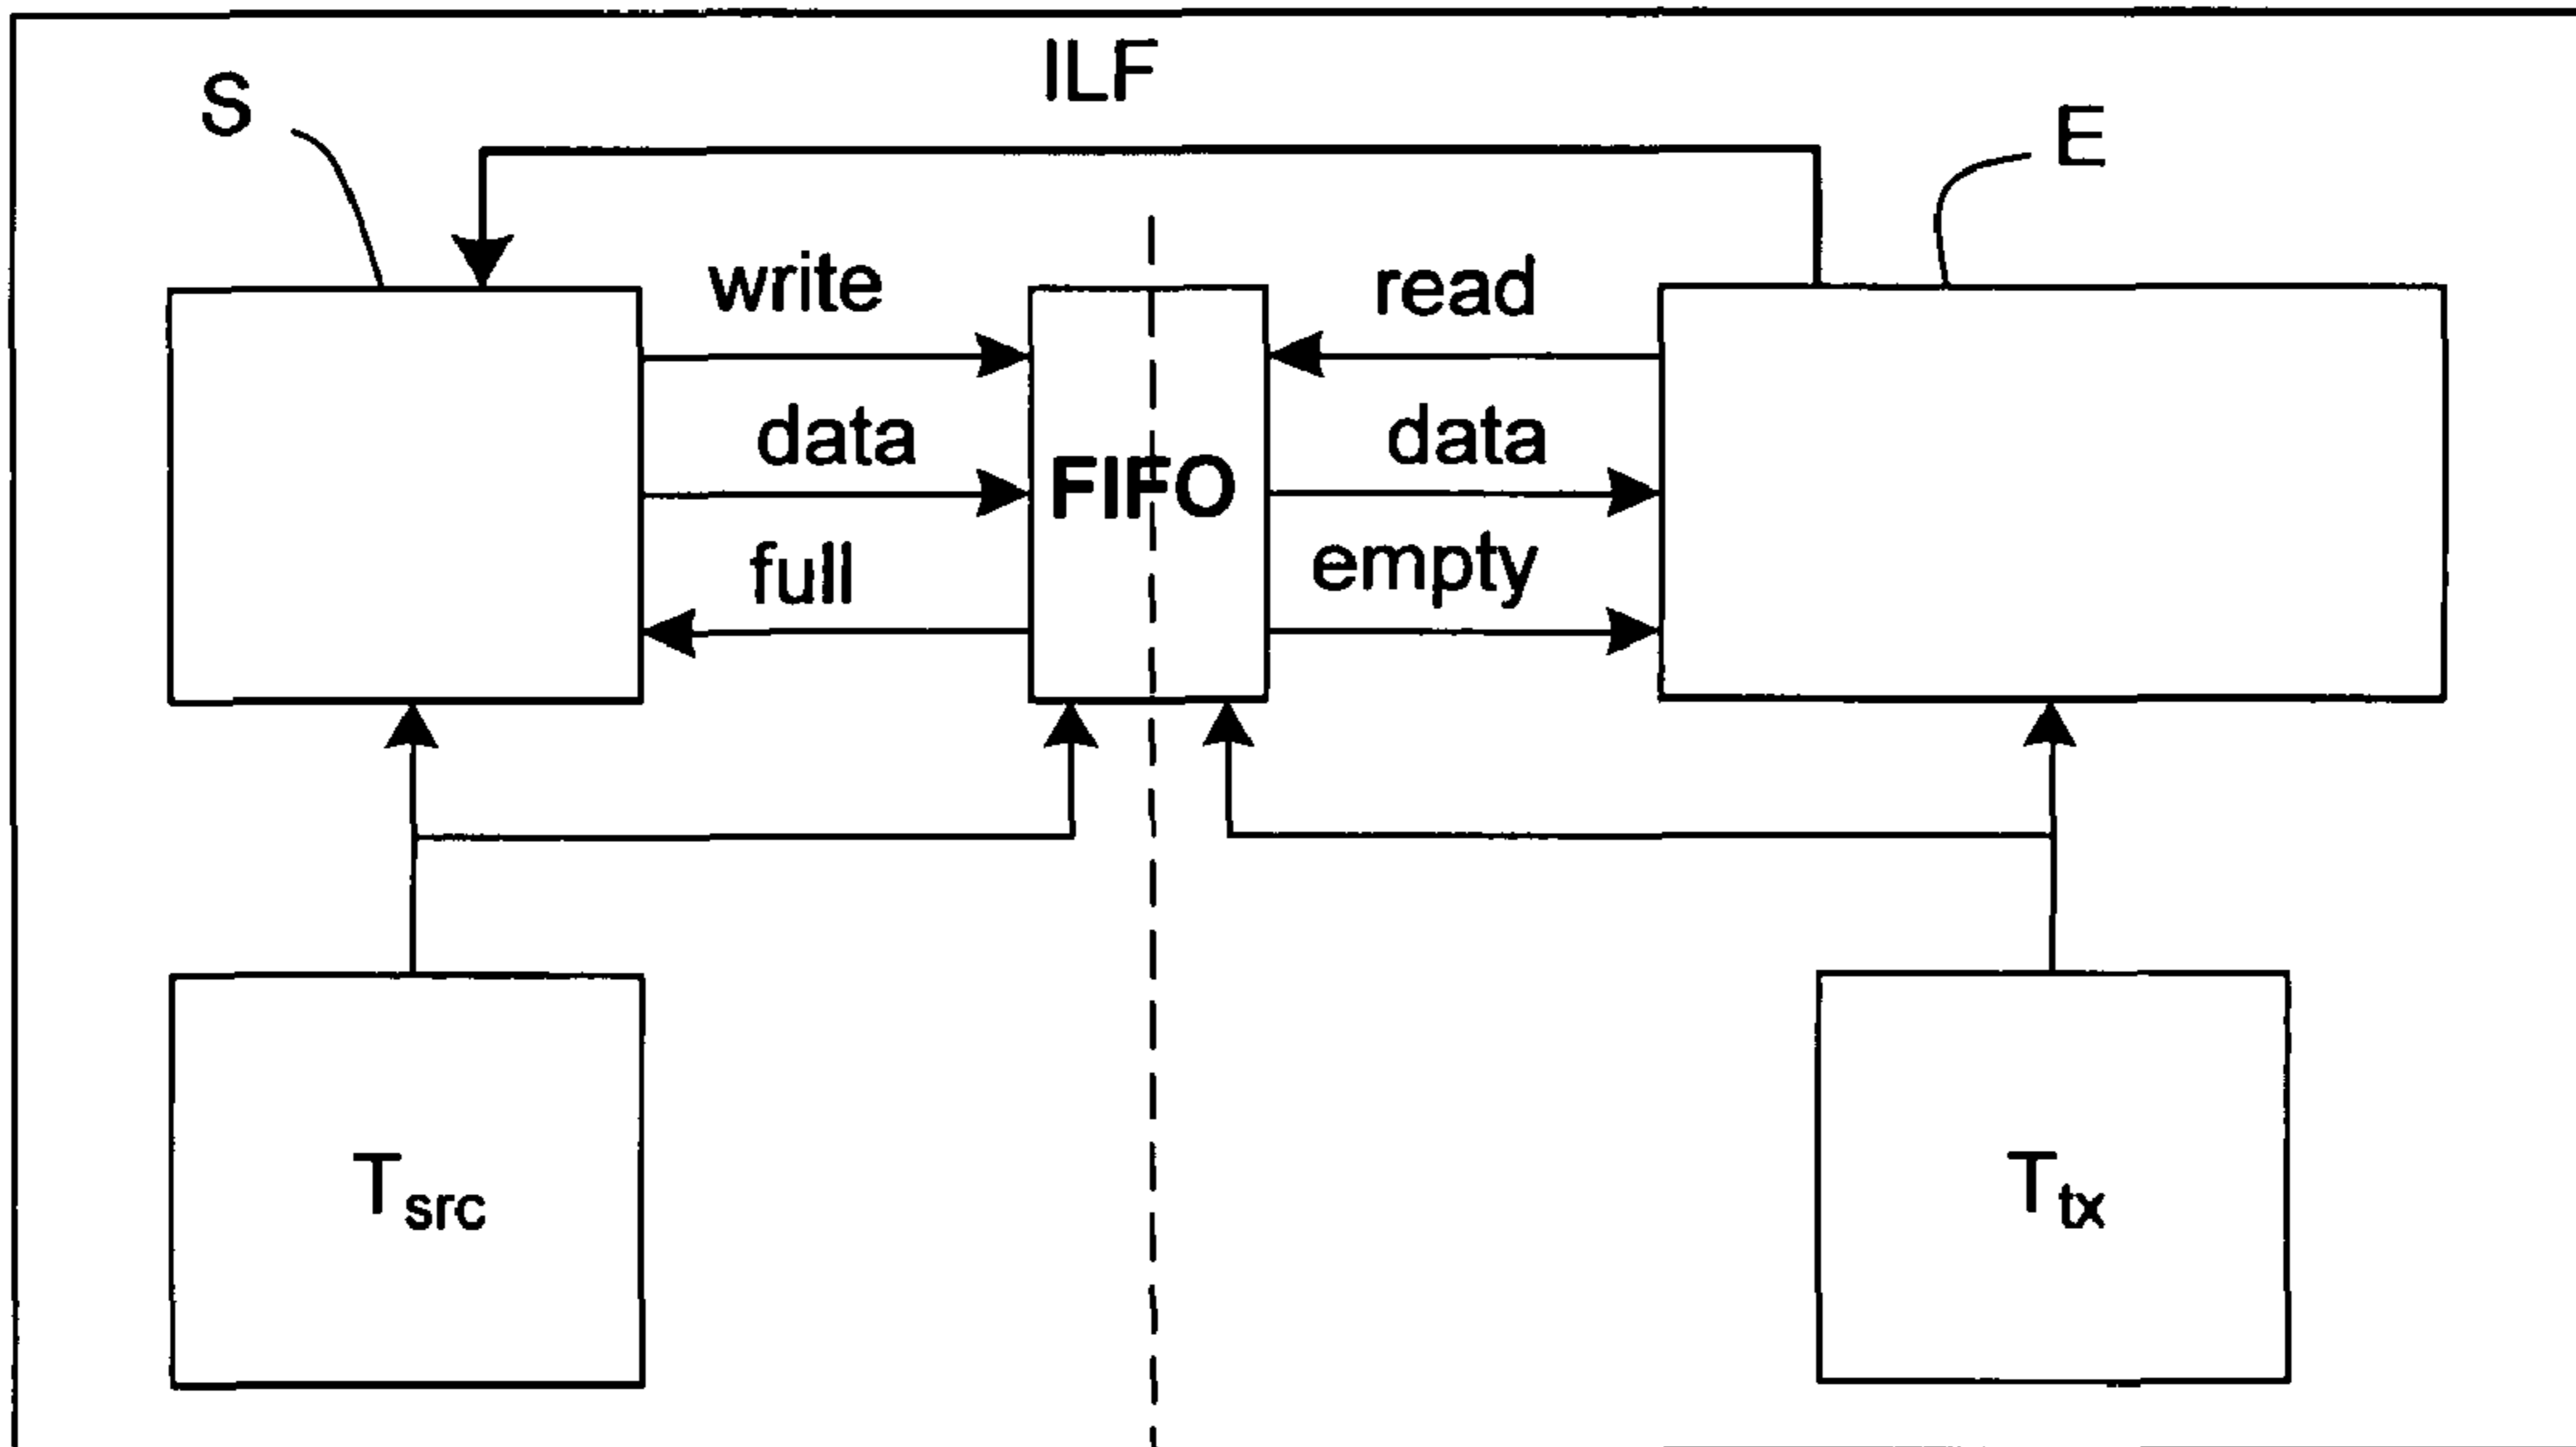 ILF
S
E
write
read
data
data
FIFO
full
empty
Tsrc
Ttx